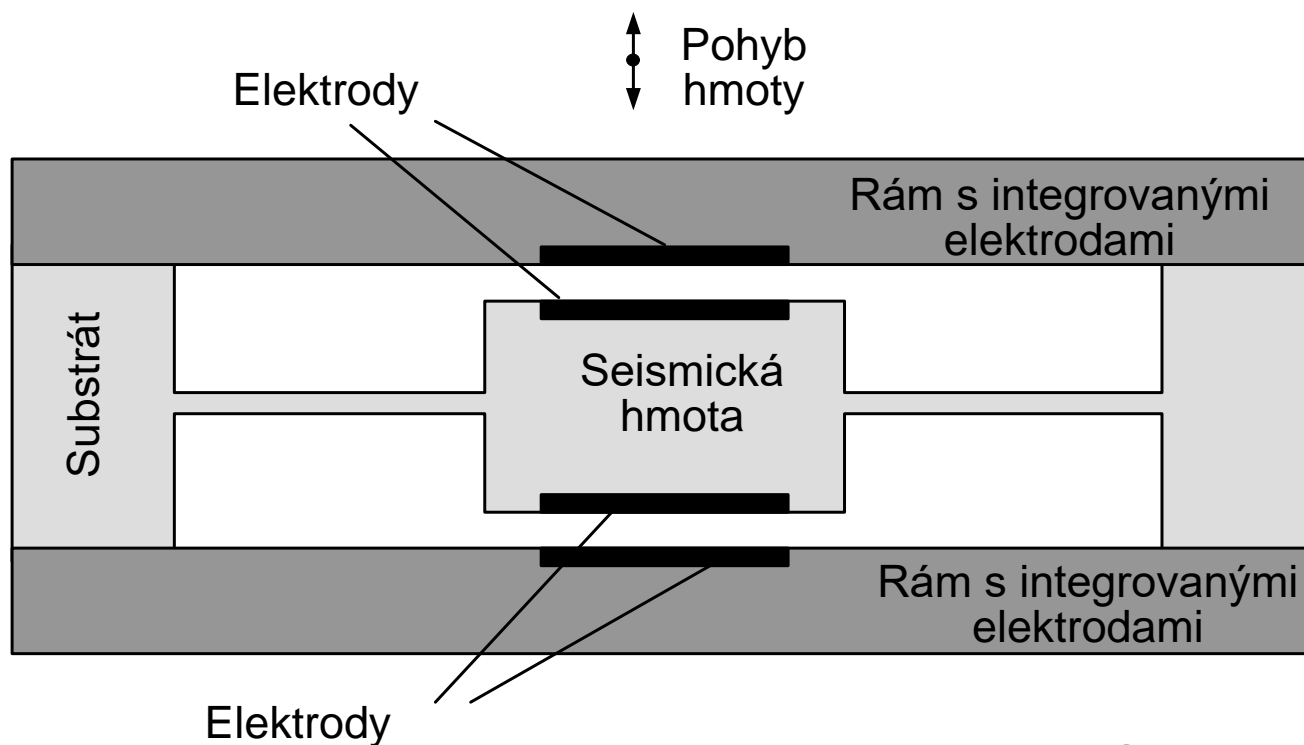 Pohyb
hmoty
Elektrody
Rám s integrovanými
elektrodami
Substrát
Seismická
hmota
Rám s integrovanými
elektrodami
Elektrody